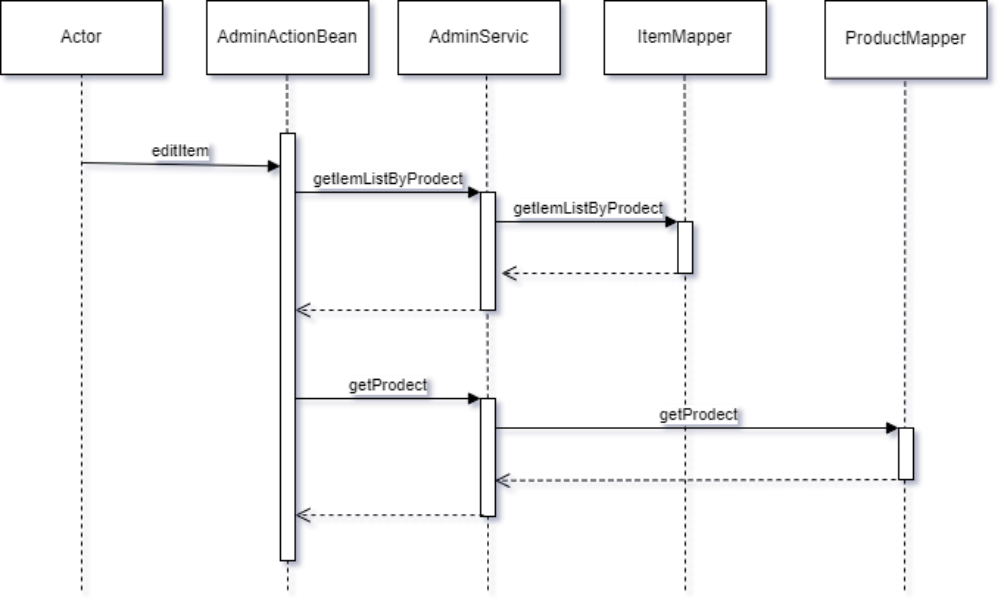 Actor
AdminActionBean
AdminServic
ItemMapper
ProductMapper
editItem
getIemListByProdect
getIemListByProdect
getProdect
getProdect